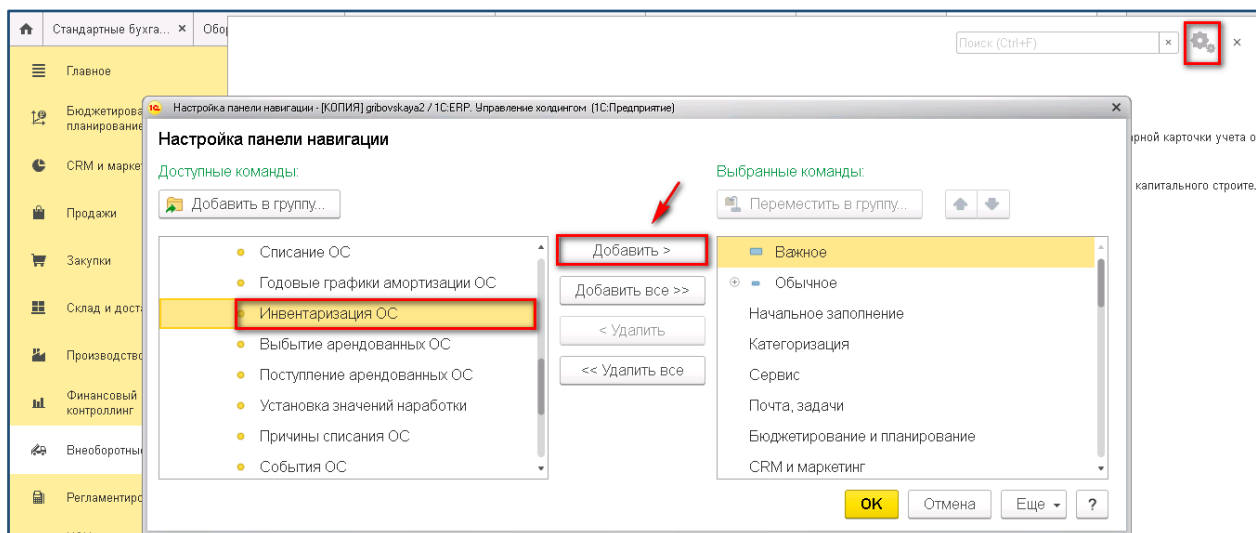 Стандартные бухга... × Обор
Поиск (Ctrl+F) × ×
Главное
Бюджетирова
планирование
CRM и марке
Продажи
Закупки
Склад и доста
Производство
Финансовый
контроллинг
Внеоборотные
Регламентиро
1С Настройка панели навигации - [КОПИЯ] gribovskaya2 / 1С:ERP. Управление холдингом (1С:Предприятие) ×
Настройка панели навигации
Доступные команды:
Добавить в группу...
Списание ОС
Годовые графики амортизации ОС
Инвентаризация ОС
Выбытие арендованных ОС
Поступление арендованных ОС
Установка значений наработки
Причины списания ОС
События ОС
Добавить >
Добавить все >>
< Удалить
<< Удалить все
Выбранные команды:
Переместить в группу...
Важное
Обычное
Начальное заполнение
Категоризация
Сервис
Почта, задачи
Бюджетирование и планирование
CRM и маркетинг
OK Отмена Еще ?
рной карточки учета о
капитального строите.